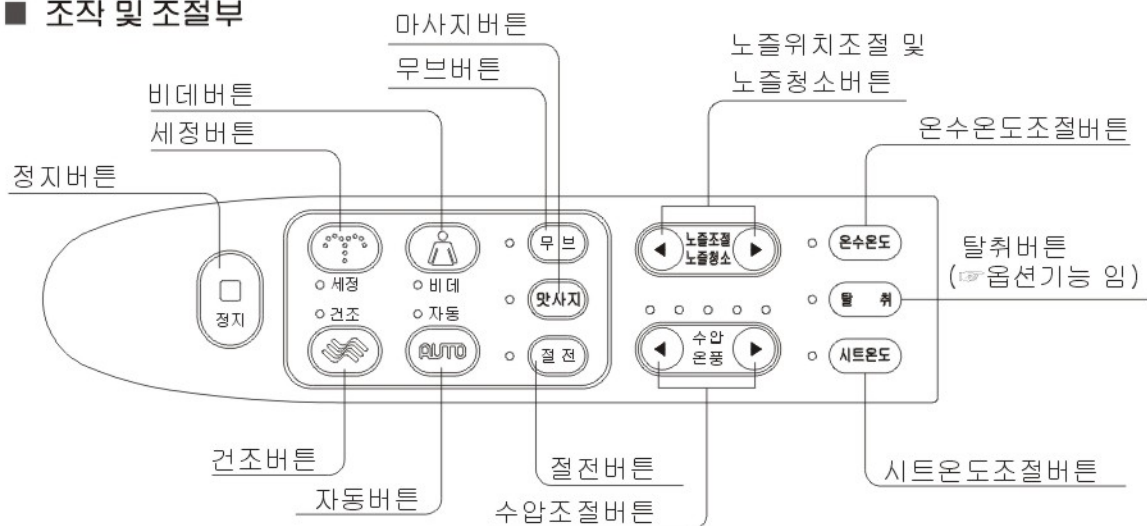 ■ 조작 및 조절부
마사지버튼
무브버튼
노즐위치조절 및
노즐청소버튼
비데버튼
세정버튼
온수온도조절버튼
정지버튼
탈취버튼
(☞옵션기능 임)
정지
세정
비데
건조
자동
AUTO
무 브
맛사지
절 전
◀ 노즐조절 ▶
노즐청소
◀ 수압 ▶
온풍
온수온도
탈 취
시트온도
건조버튼
자동버튼
절전버튼
수압조절버튼
시트온도조절버튼